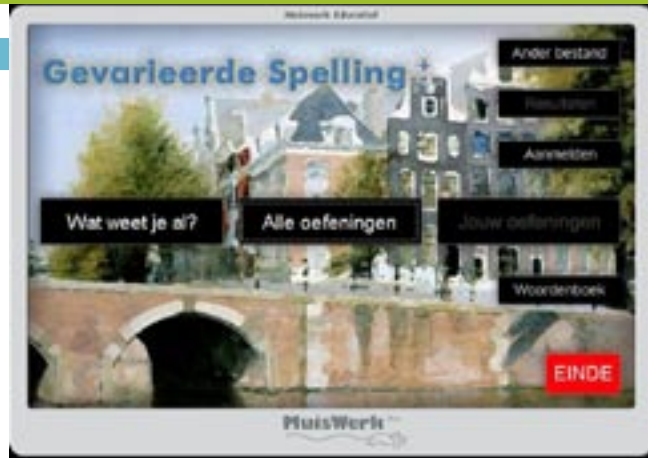 Muiswerk Educatief
Gevarieerde Spelling +
Ander bestand
Resultaten
Aanmelden
Wat weet je al?
Alle oefeningen
Jouw oefeningen
Woordenboek
EINDE
MuisWerk